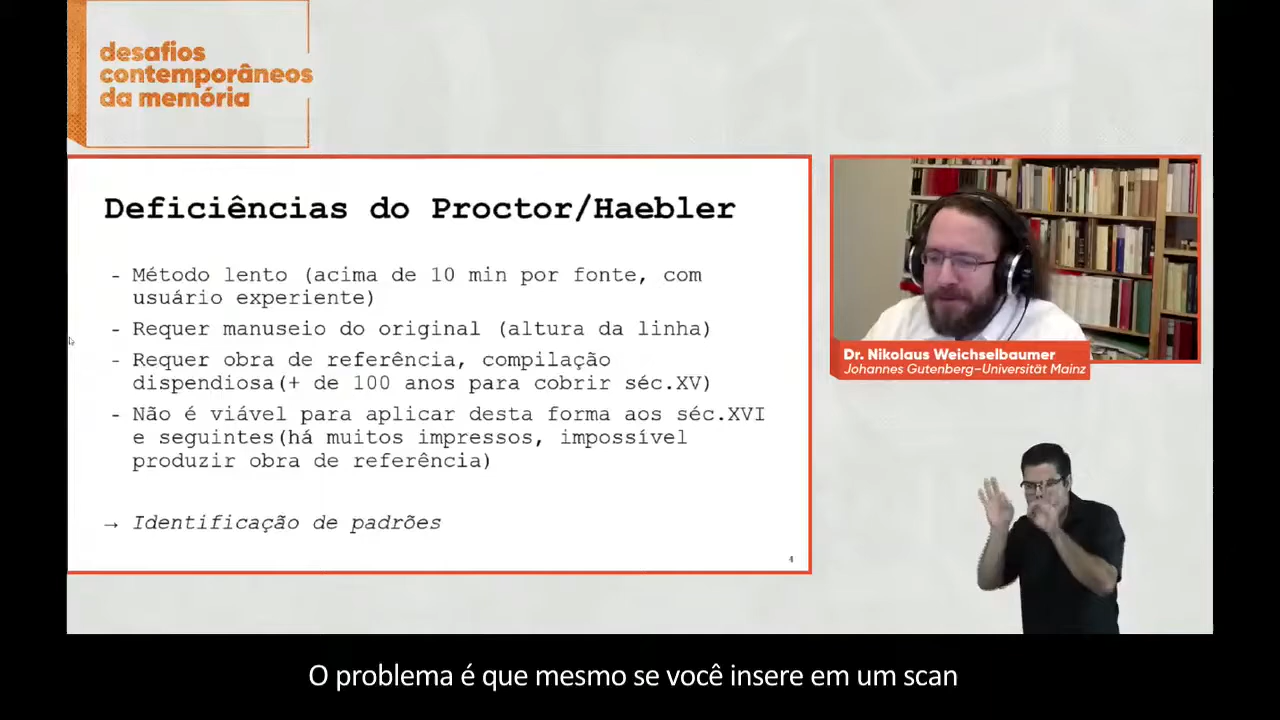 desafios
contemporâneos
da memória
Deficiências do Proctor/Haebler
- Método lento (acima de 10 min por fonte, com
usuário experiente)
- Requer manuseio do original (altura da linha)
- Requer obra de referência, compilação
dispendiosa(+ de 100 anos para cobrir séc.XV)
- Não é viável para aplicar desta forma aos séc.XVI
e seguintes(há muitos impressos, impossível
produzir obra de referência)
→ Identificação de padrões
4
Dr. Nikolaus Weichselbaumer
Johannes Gutenberg–Universität Mainz
O problema é que mesmo se você insere em um scan